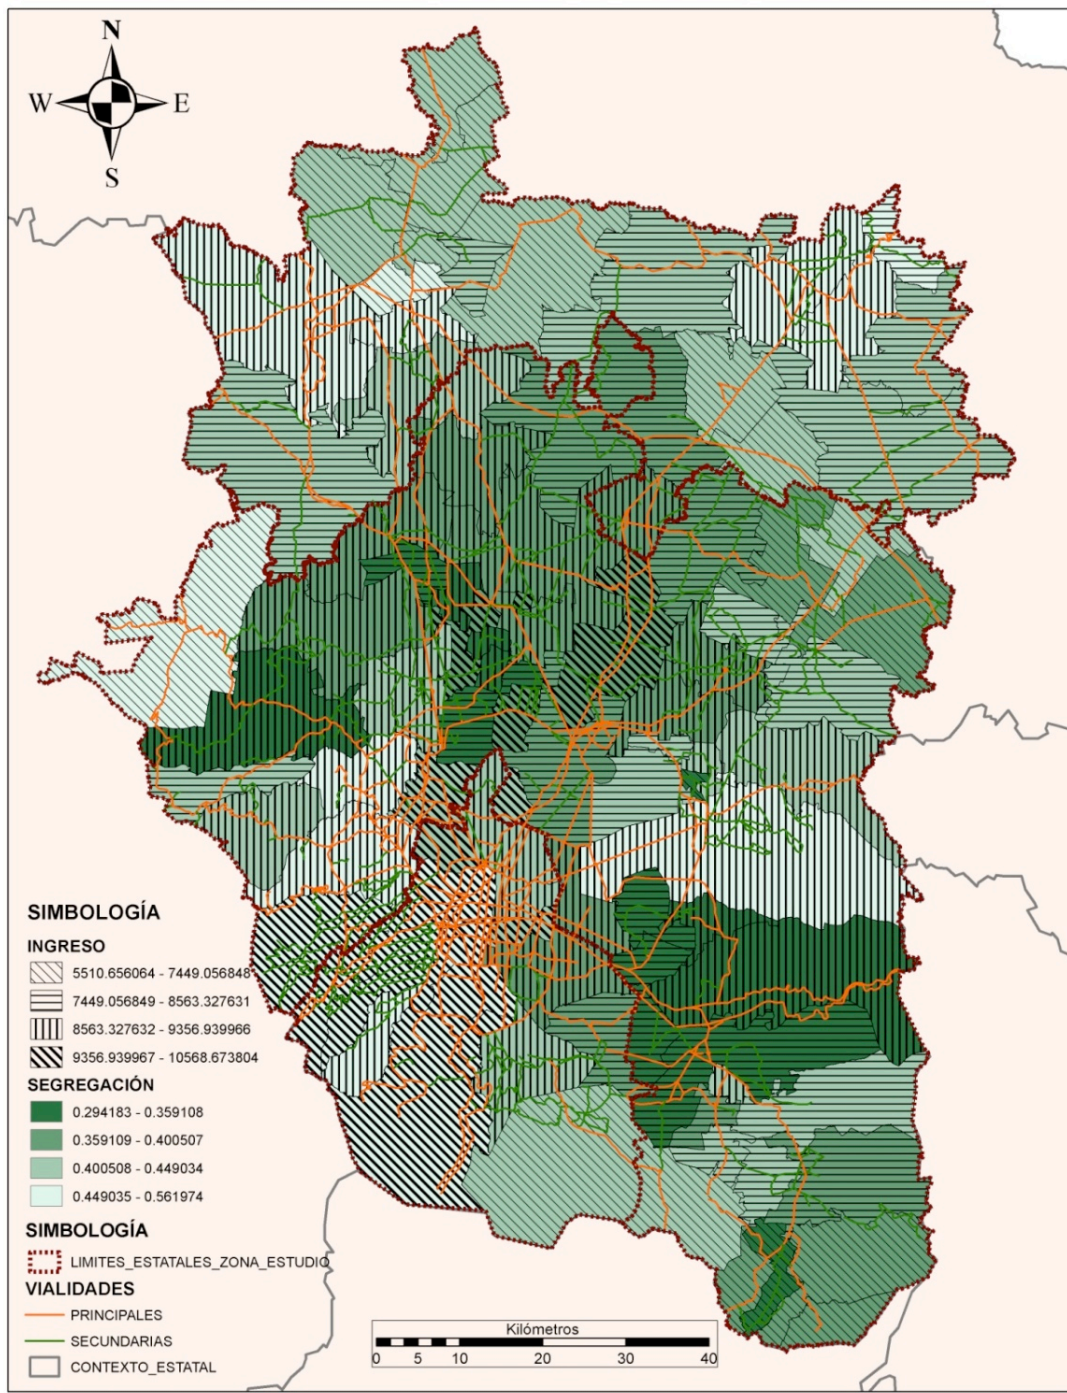 N
W E
S
SIMBOLOGÍA
INGRESO
5510.656064 - 7449.056848
7449.056849 - 8563.327631
8563.327632 - 9356.939966
9356.939967 - 10568.673804
SEGREGACIÓN
0.294183 - 0.359108
0.359109 - 0.400507
0.400508 - 0.449034
0.449035 - 0.561974
SIMBOLOGÍA
LIMITES_ESTATALES_ZONA_ESTUDIO
VIALIDADES
PRINCIPALES
SECUNDARIAS
CONTEXTO_ESTATAL
Kilómetros
0 5 10 20 30 40